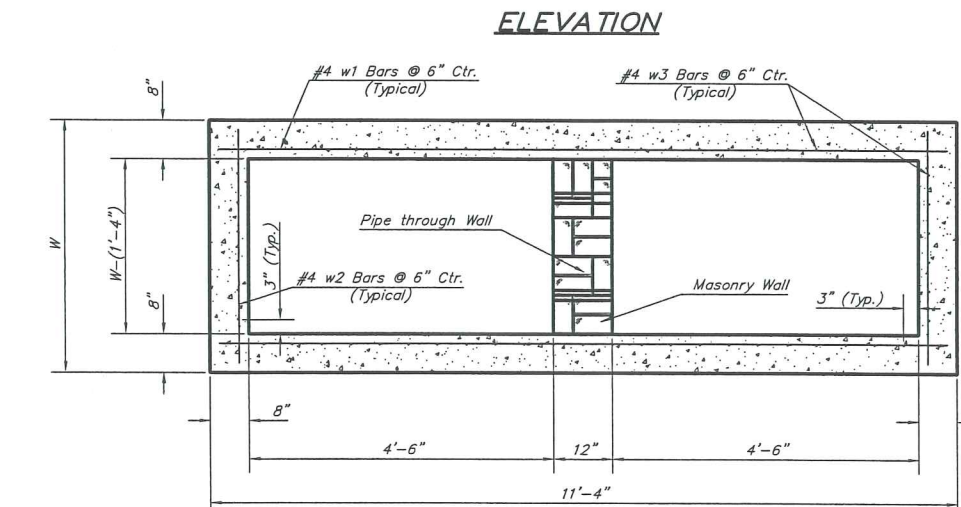 ELEVATION
#4 w1 Bars @ 6" Ctr.
(Typical)
#4 w3 Bars @ 6" Ctr.
(Typical)
8"
W
W-(1'-4")
8"
3" (Typ.)
Pipe through Wall
#4 w2 Bars @ 6" Ctr.
(Typical)
Masonry Wall
3" (Typ.)
8"
4'-6"
12"
4'-6"
11'-4"